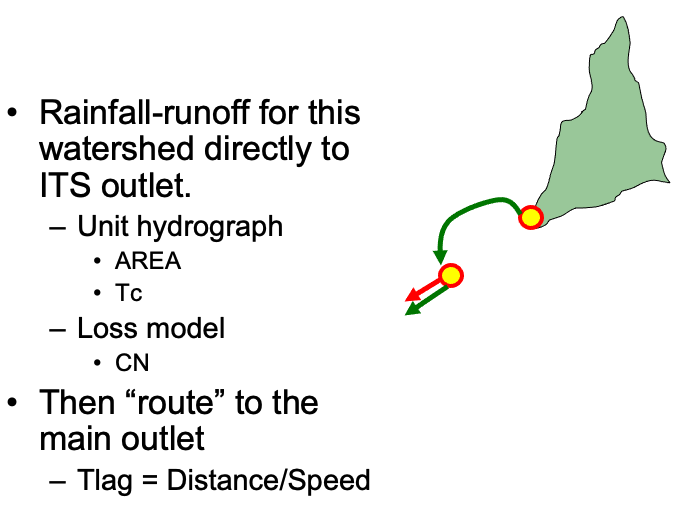 • Rainfall-runoff for this
watershed directly to
ITS outlet.
– Unit hydrograph
• AREA
• Tc
– Loss model
• CN
• Then “route” to the
main outlet
– Tlag = Distance/Speed